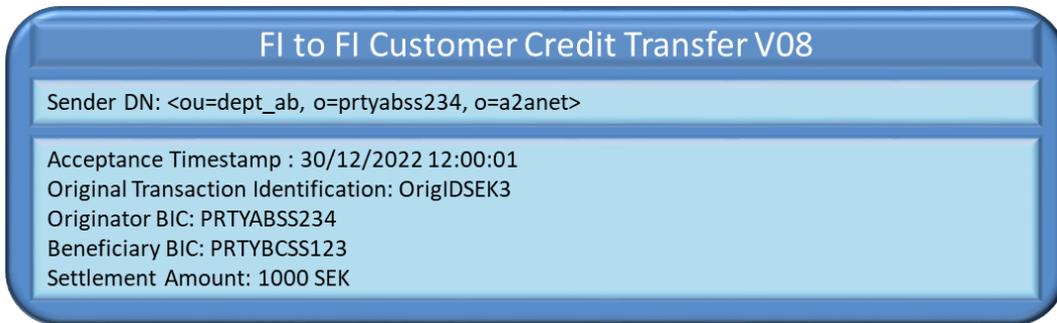 FI to FI Customer Credit Transfer V08
Sender DN: <ou=dept_ab, o=prtyabss234, o=a2anet>
Acceptance Timestamp : 30/12/2022 12:00:01
Original Transaction Identification: OrigIDSEK3
Originator BIC: PRTYABSS234
Beneficiary BIC: PRTYBCSS123
Settlement Amount: 1000 SEK